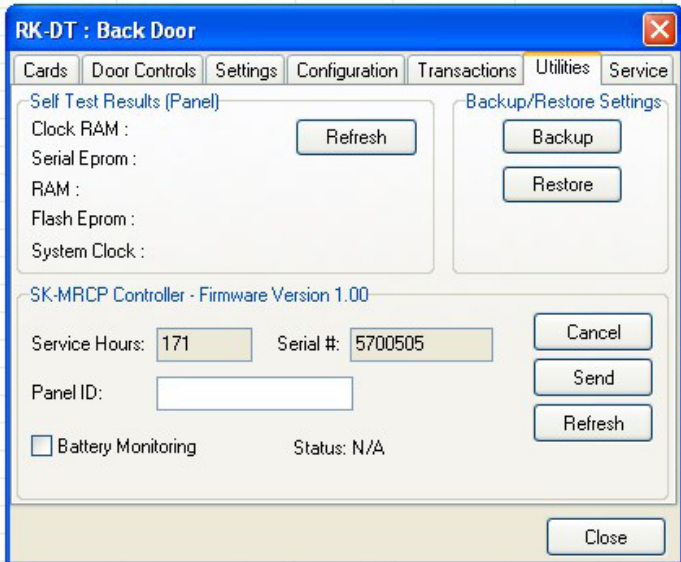 RK-DT : Back Door
Cards Door Controls Settings Configuration Transactions Utilities Service
Self Test Results (Panel)
Clock RAM :
Refresh
Serial Eprom :
RAM :
Flash Eprom :
System Clock :
Backup/Restore Settings
Backup
Restore
SK-MRCP Controller - Firmware Version 1.00
Service Hours: 171 Serial #: 5700505
Panel ID:
Battery Monitoring Status: N/A
Cancel
Send
Refresh
Close